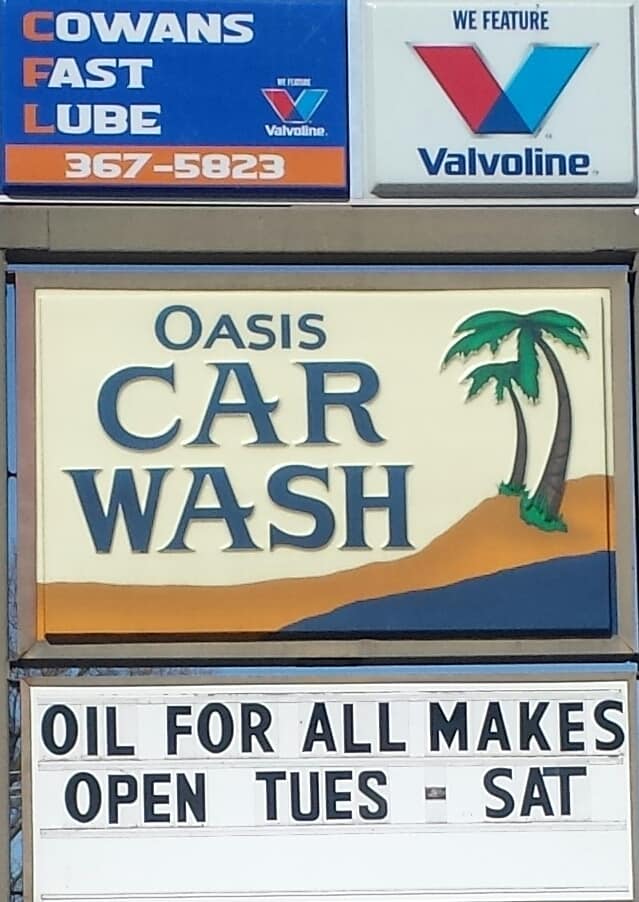 COWANS
FAST
LUBE
WE FEATURE
Valvoline
367-5823
WE FEATURE
Valvoline
OASIS
CAR
WASH
OIL FOR ALL MAKES
OPEN TUES - SAT